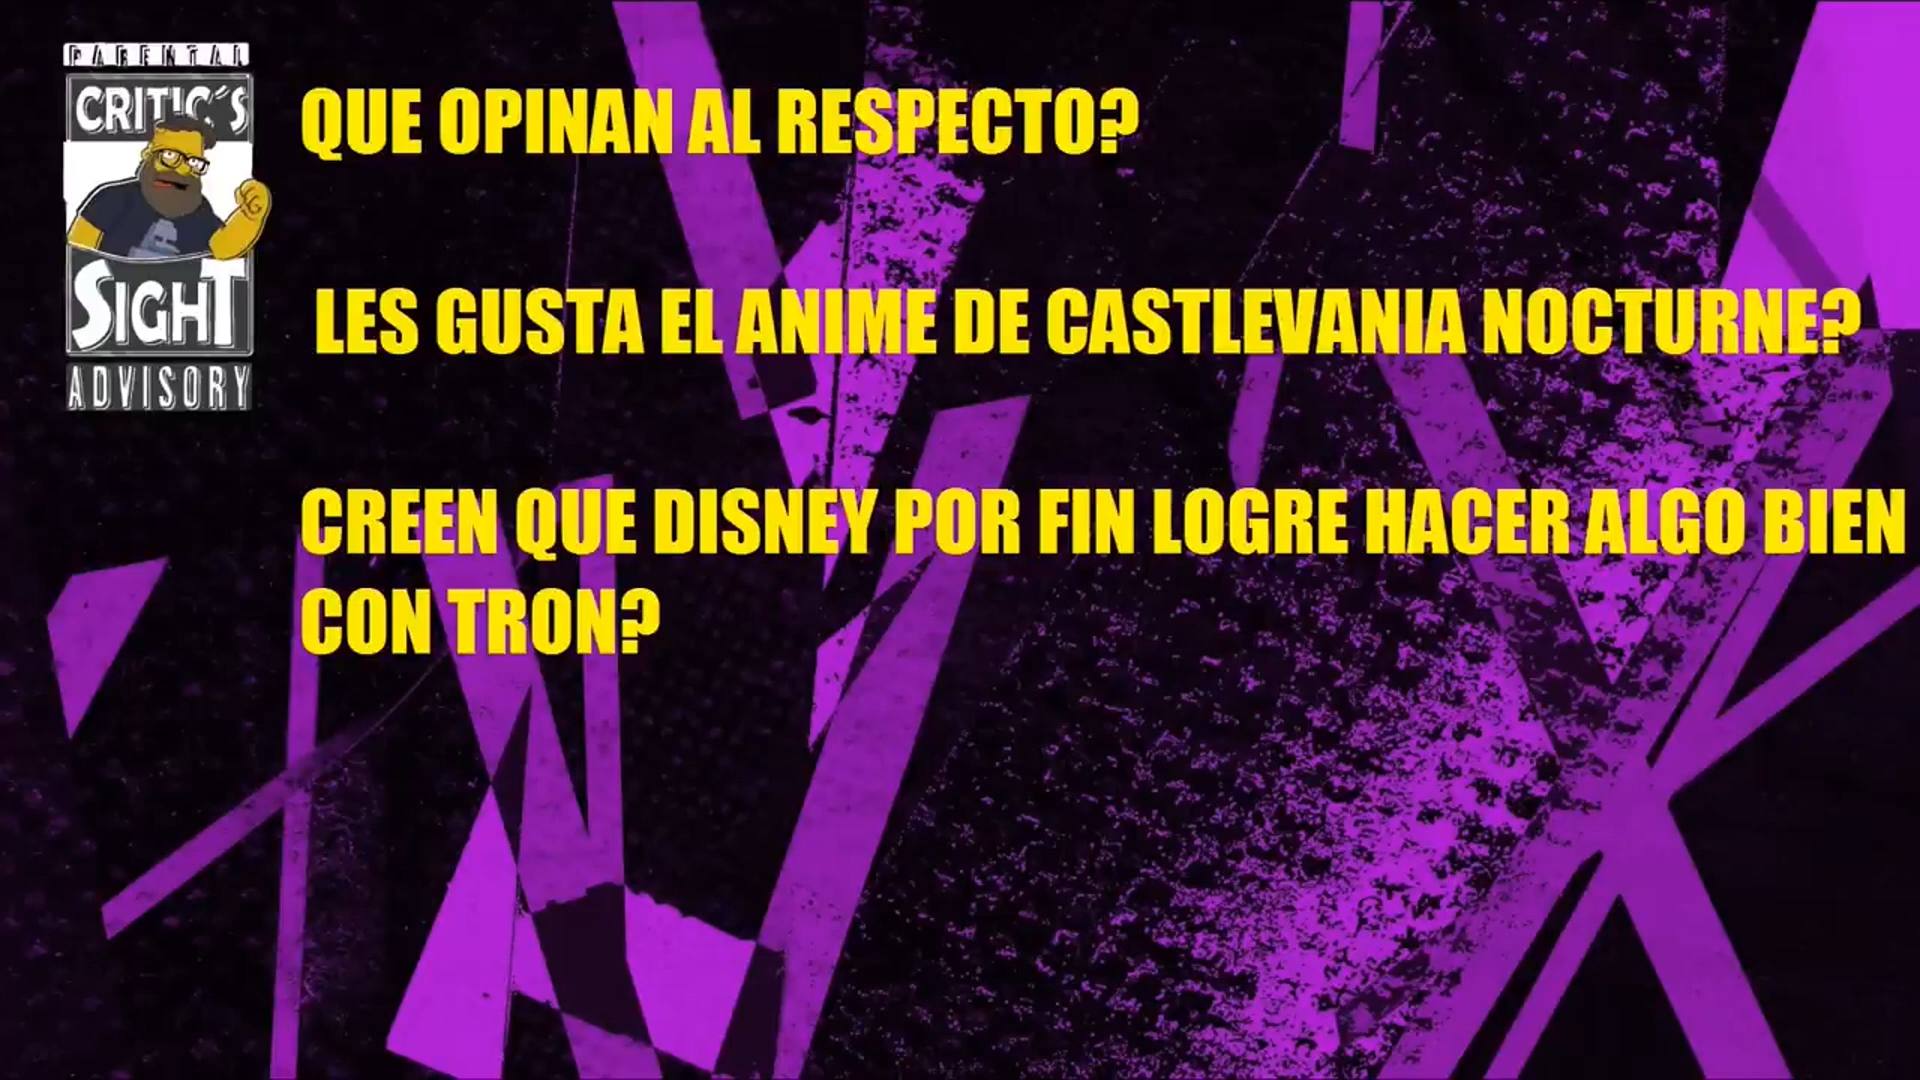 PARENTAL
CRITIC´S
SIGHT
ADVISORY
QUE OPINAN AL RESPECTO?
LES GUSTA EL ANIME DE CASTLEVANIA NOCTURNE?
CREEN QUE DISNEY POR FIN LOGRE HACER ALGO BIEN
CON TRON?